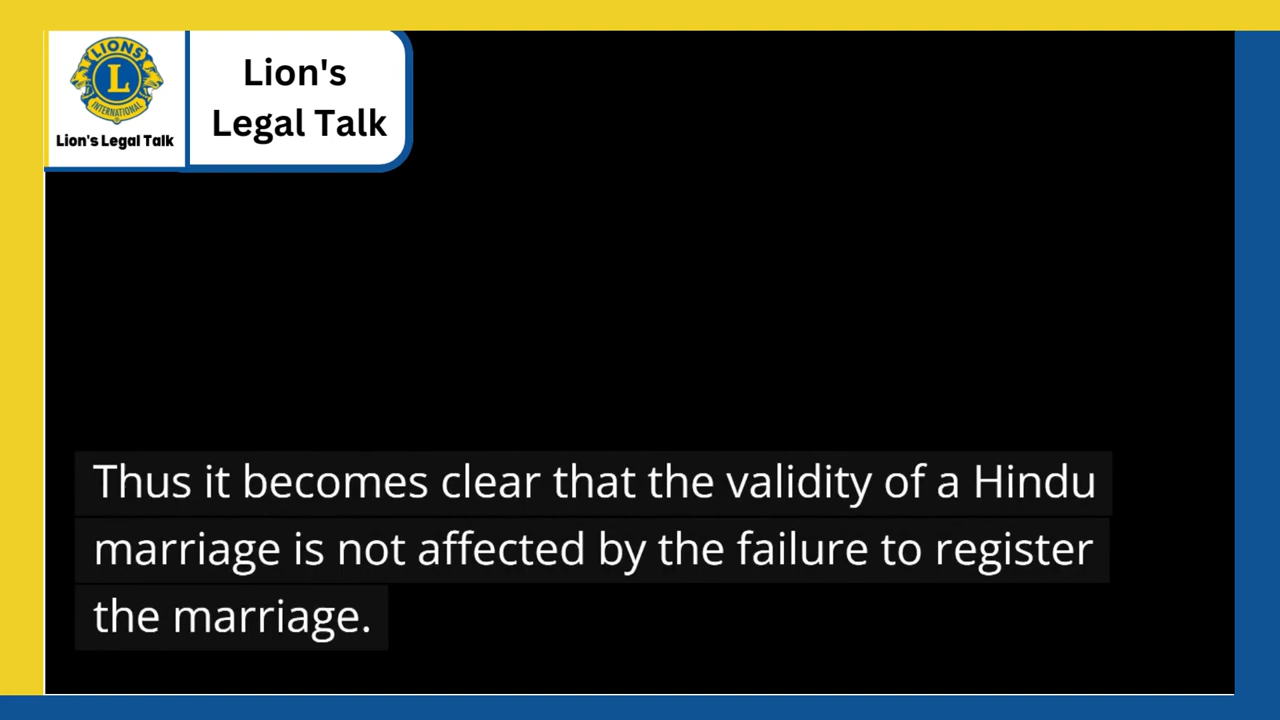 LIONS
L
INTERNATIONAL
Lion's Legal Talk
Lion's
Legal Talk
Thus it becomes clear that the validity of a Hindu
marriage is not affected by the failure to register
the marriage.